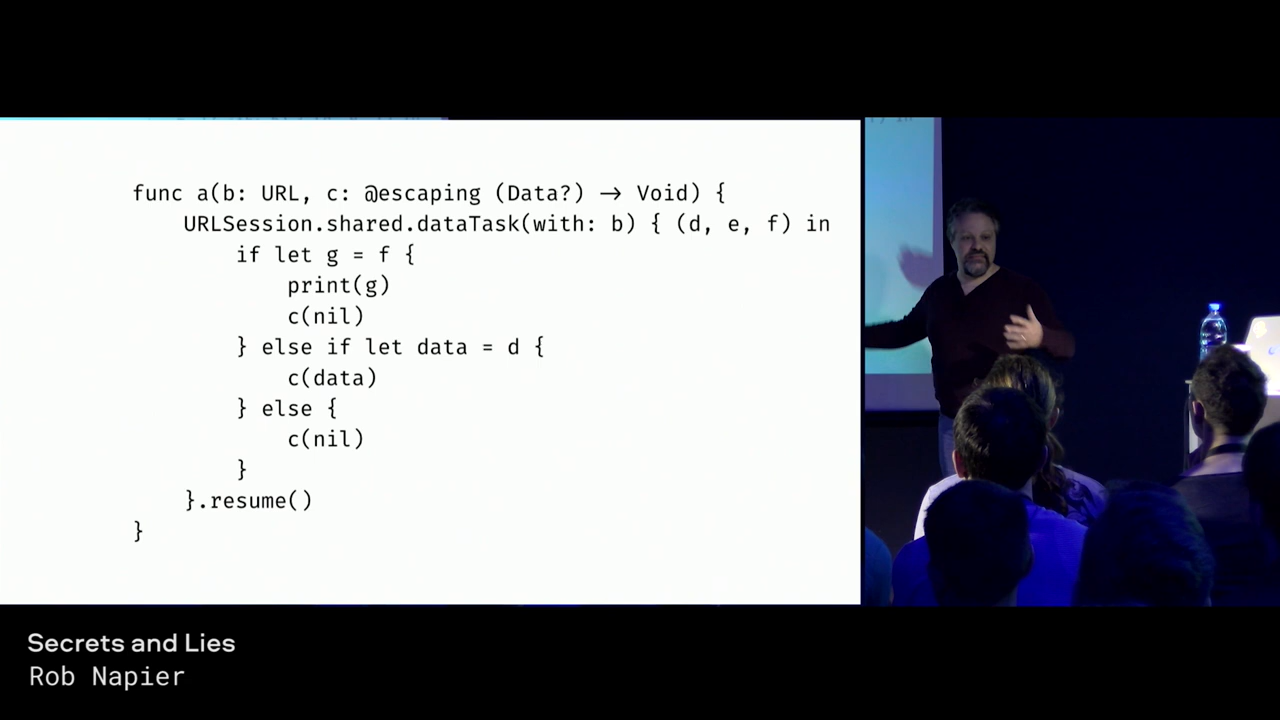 func a(b: URL, c: @escaping (Data?) → Void) {
    URLSession.shared.dataTask(with: b) { (d, e, f) in
        if let g = f {
            print(g)
            c(nil)
        } else if let data = d {
            c(data)
        } else {
            c(nil)
        }
    }.resume()
}
Secrets and Lies
Rob Napier